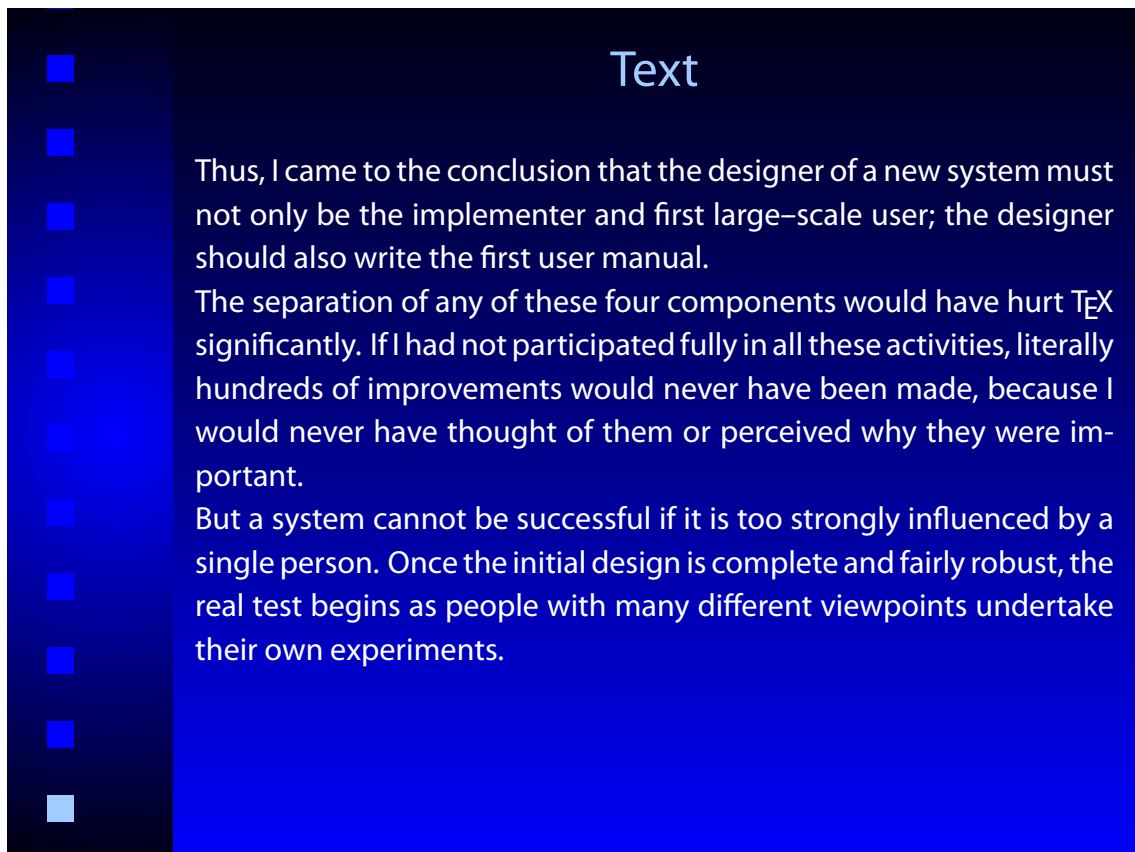 Text
Thus, I came to the conclusion that the designer of a new system must
not only be the implementer and first large–scale user; the designer
should also write the first user manual.
The separation of any of these four components would have hurt TEX
significantly. If I had not participated fully in all these activities, literally
hundreds of improvements would never have been made, because I
would never have thought of them or perceived why they were im-
portant.
But a system cannot be successful if it is too strongly influenced by a
single person. Once the initial design is complete and fairly robust, the
real test begins as people with many different viewpoints undertake
their own experiments.